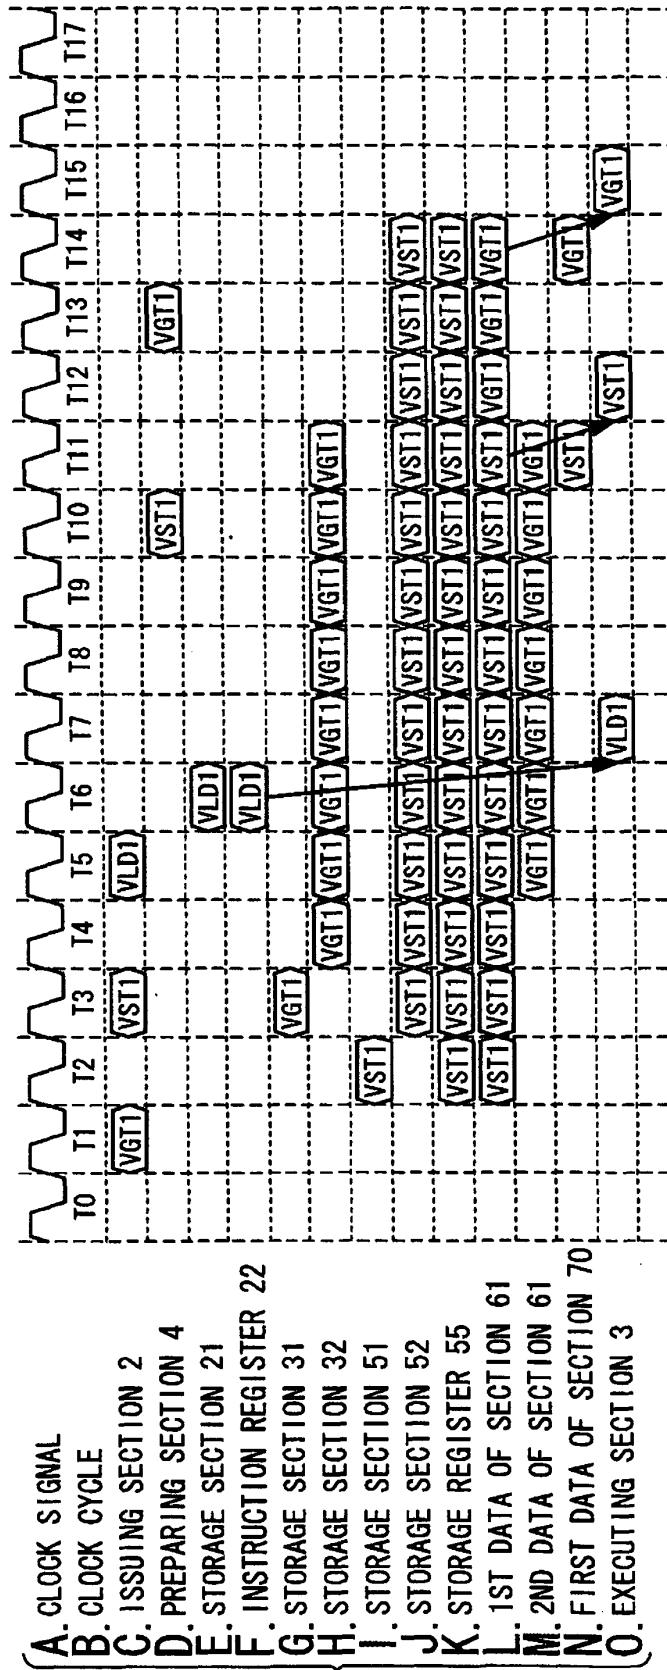 A. CLOCK SIGNAL
B. CLOCK CYCLE T0 T1 T2 T3 T4 T5 T6 T7 T8 T9 T10 T11 T12 T13 T14 T15 T16 T17
C. ISSUING SECTION 2 VGT1 VST1 VLD1
D. PREPARING SECTION 4 VST1 VGT1
E. STORAGE SECTION 21 VLD1
F. INSTRUCTION REGISTER 22 VLD1
G. STORAGE SECTION 31 VGT1
H. STORAGE SECTION 32 VGT1 VGT1 VGT1 VGT1 VGT1 VGT1 VGT1 VGT1
I. STORAGE SECTION 51 VST1
J. STORAGE SECTION 52 VST1 VST1 VST1 VST1 VST1 VST1 VST1 VST1 VST1 VST1 VST1 VST1
K. STORAGE REGISTER 55 VST1 VST1 VST1 VST1 VST1 VST1 VST1 VST1 VST1 VST1 VST1 VST1 VST1
L. 1ST DATA OF SECTION 61 VST1 VST1 VST1 VST1 VST1 VST1 VST1 VST1 VST1 VST1 VGT1 VGT1 VGT1
M. 2ND DATA OF SECTION 61 VGT1 VGT1 VGT1 VGT1 VGT1 VGT1 VGT1
N. FIRST DATA OF SECTION 70 VST VGT
O. EXECUTING SECTION 3 VLD1 VST1 VGT1